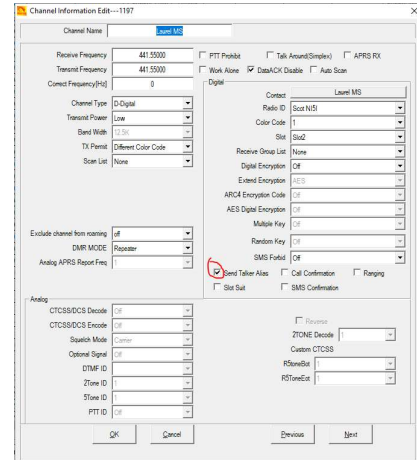 Channel Information Edit---1197
Channel Name Laurel MS
Receive Frequency 441.55000
Transmit Frequency 441.55000
Correct Frequency[Hz] 0
PTT Prohibit Talk Around(Simplex) APRS RX
Work Alone DataACK Disable Auto Scan
Channel Type D-Digital
Transmit Power Low
Band Width 12.5K
TX Permit Different Color Code
Scan List None
Exclude channel from roaming off
DMR MODE Repeater
Analog APRS Report Freq 1
Digital
Contact Laurel MS
Radio ID Scot NI5I
Color Code 1
Slot Slot2
Receive Group List None
Digital Encryption Off
Extend Encryption AES
ARC4 Encryption Code Off
AES Digital Encryption Off
Multiple Key Off
Random Key Off
SMS Forbid Off
Send Talker Alias Call Confirmation Ranging
Slot Suit SMS Confirmation
Analog
CTCSS/DCS Decode Off
CTCSS/DCS Encode Off
Squelch Mode Carrier
Optional Signal Off
DTMF ID
2Tone ID 1
5Tone ID 1
PTT ID Off
Reverse
2TONE Decode 1
Custom CTCSS
R5toneBot
R5ToneEot
OK Cancel Previous Next